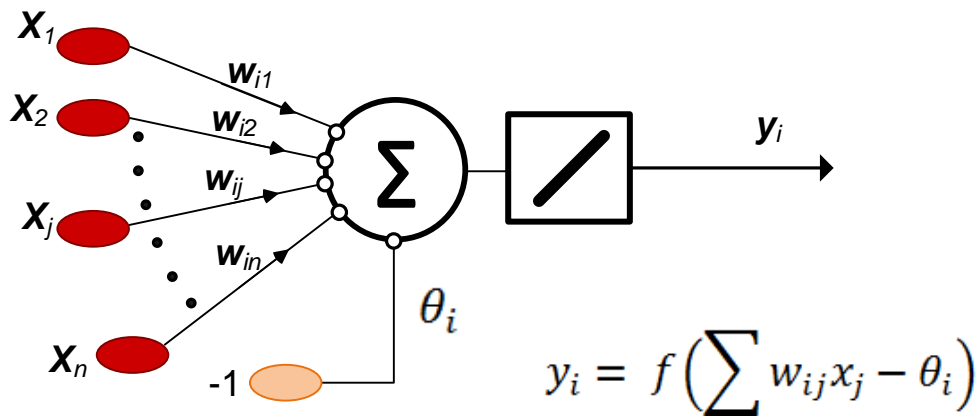 X₁
wᵢ₁
X₂
wᵢ₂
Σ
yᵢ
wᵢⱼ
Xⱼ
wᵢₙ
θᵢ
Xₙ
-1
yᵢ = f(∑ wᵢⱼxⱼ − θᵢ)